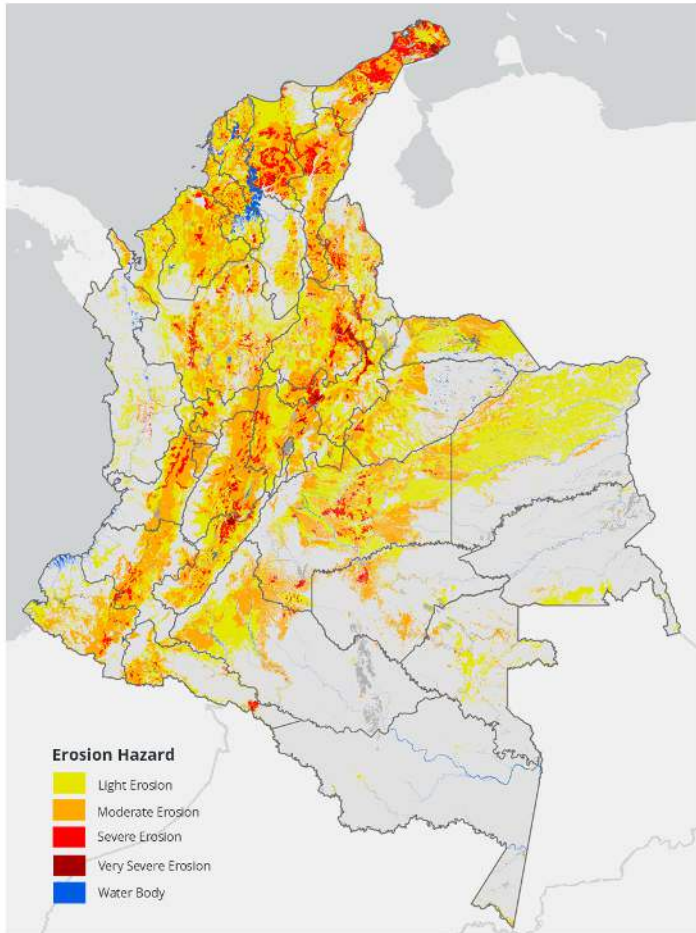 Erosion Hazard
Light Erosion
Moderate Erosion
Severe Erosion
Very Severe Erosion
Water Body